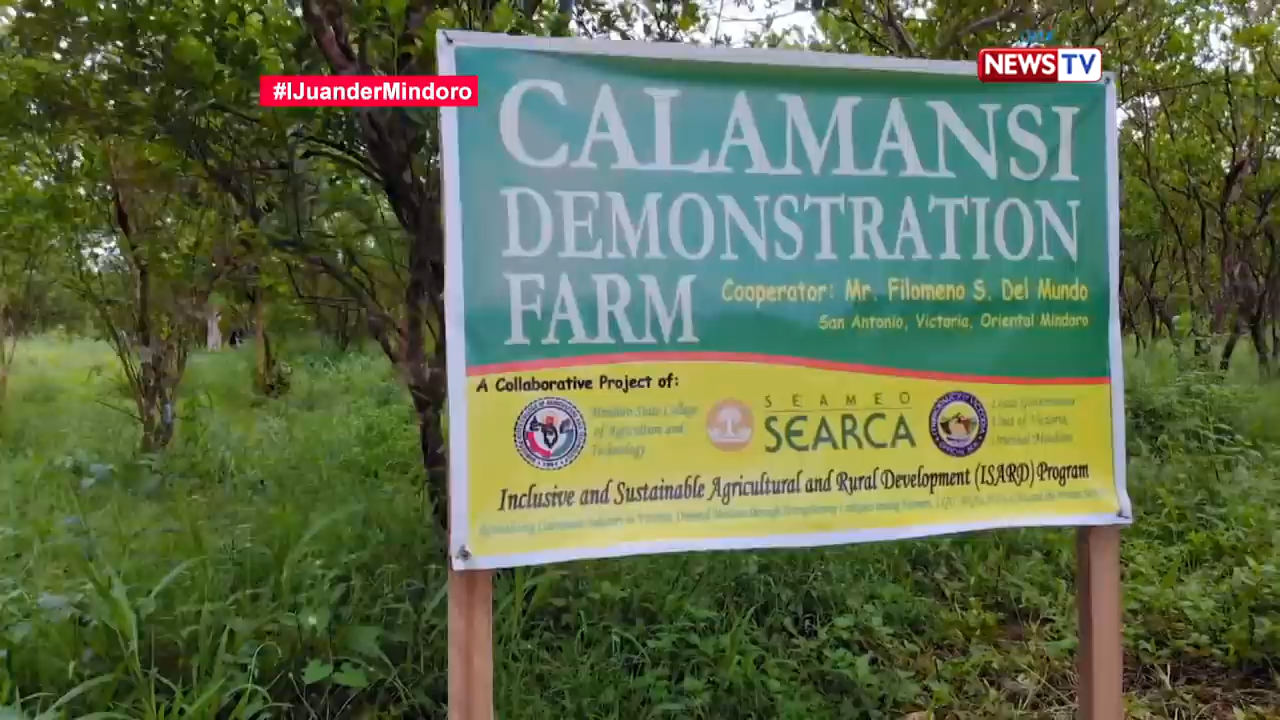 NEWSTV
#IJuanderMindoro
CALAMANSI
DEMONSTRATION
FARM
Cooperator: Mr. Filomeno S. Del Mundo
San Antonio, Victoria, Oriental Mindoro
A Collaborative Project of:
Mindoro State College
of Agriculture and
Technology
SEAMEO
SEARCA
Local Government
Unit of Victoria,
Oriental Mindoro
Inclusive and Sustainable Agricultural and Rural Development (ISARD) Program